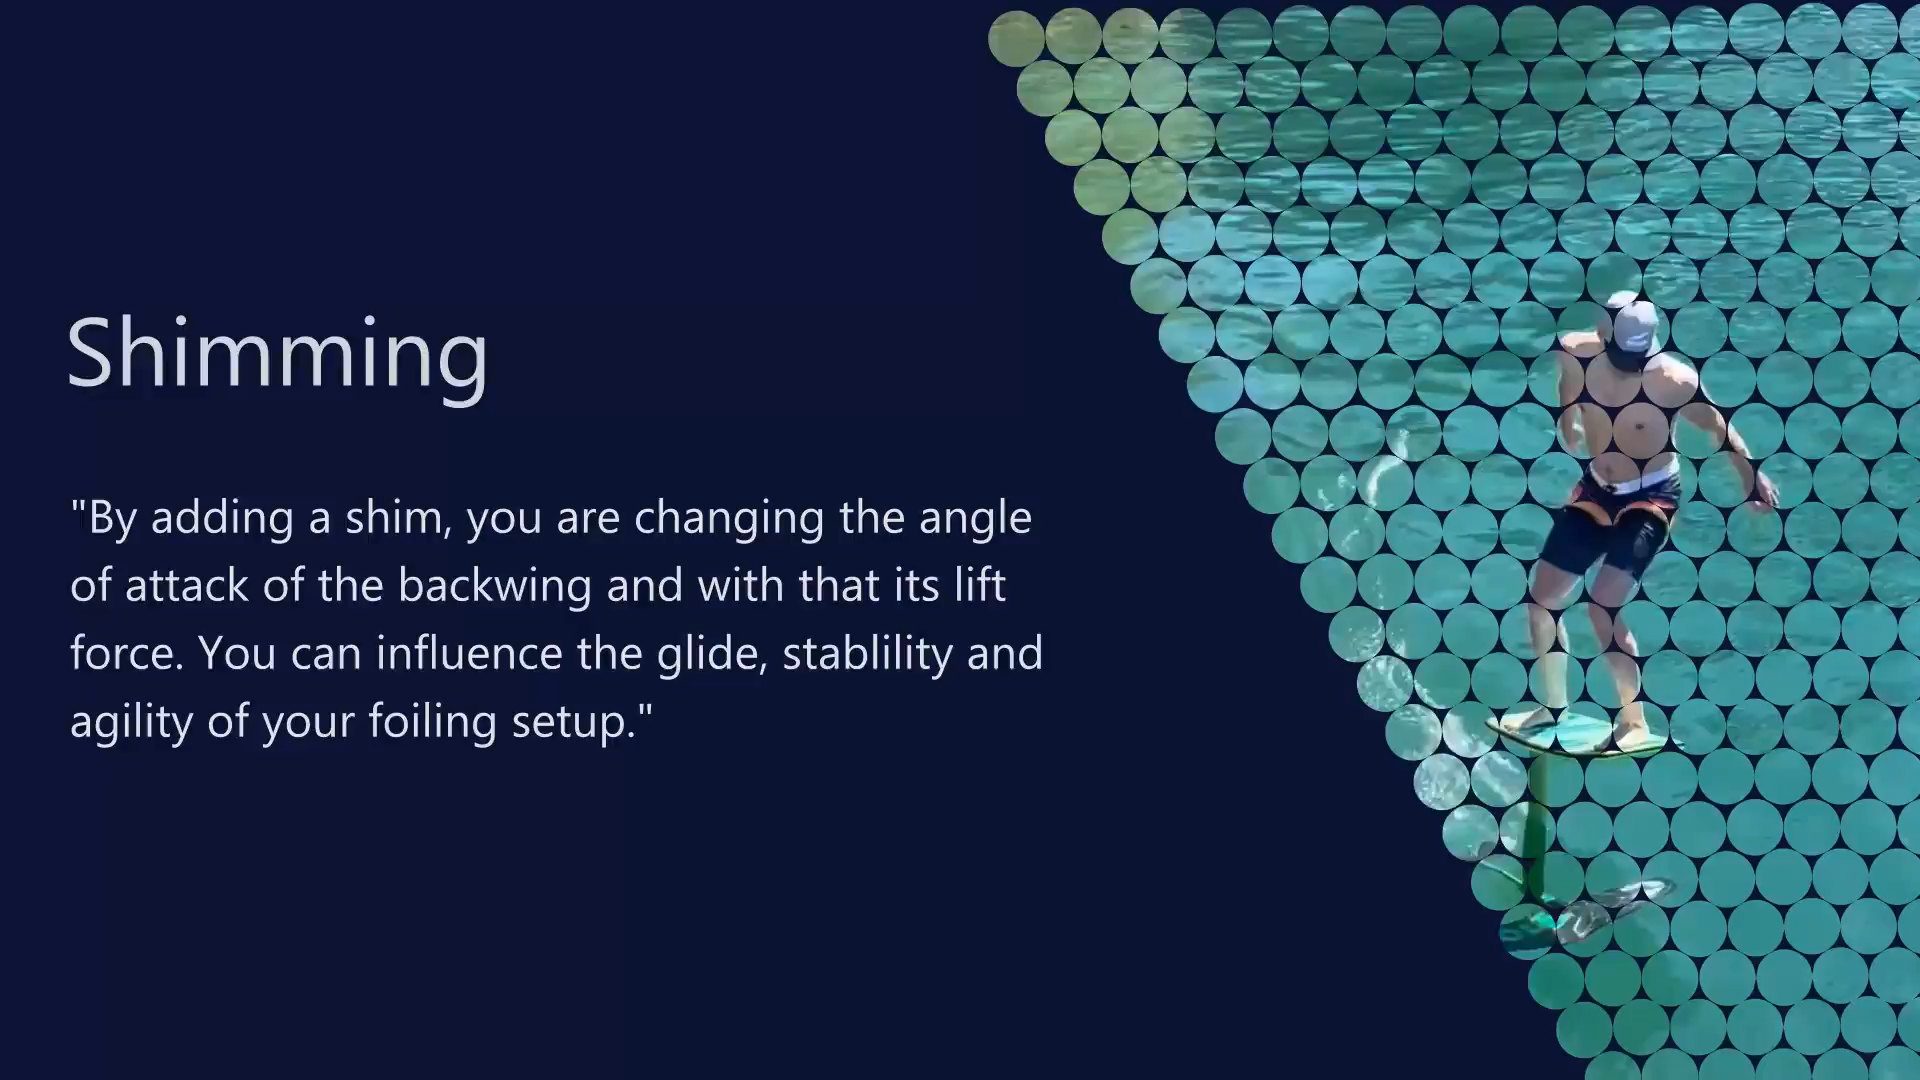 Shimming
"By adding a shim, you are changing the angle
of attack of the backwing and with that its lift
force. You can influence the glide, stablility and
agility of your foiling setup."